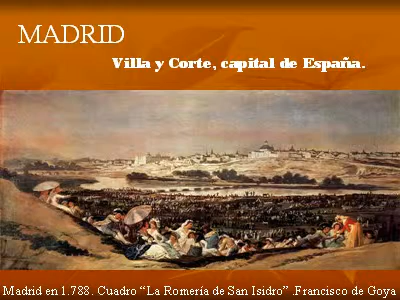 MADRID
Villa y Corte, capital de España.
Madrid en 1.788. Cuadro “La Romería de San Isidro” .Francisco de Goya